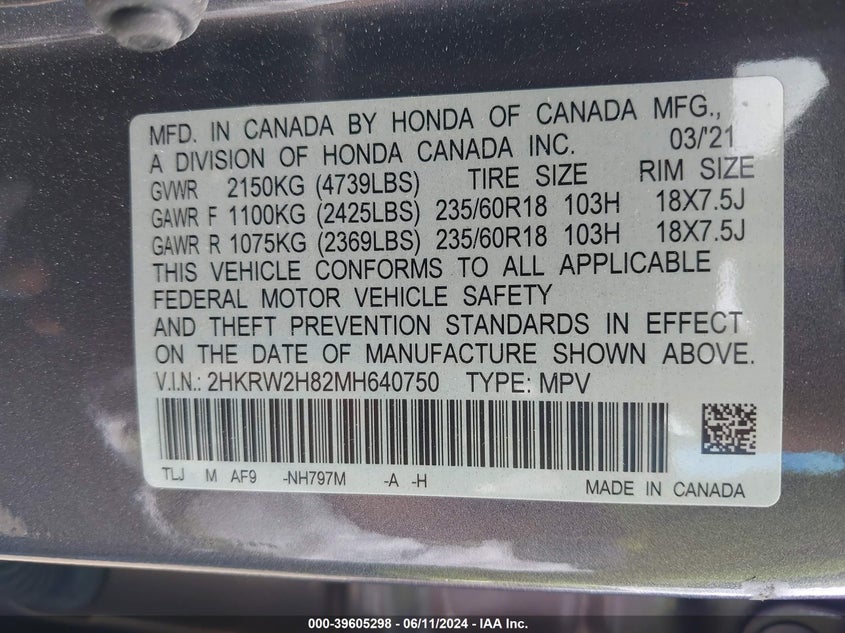 MFD. IN CANADA BY HONDA OF CANADA MFG.,
A DIVISION OF HONDA CANADA INC. 03/'21
GVWR 2150KG (4739LBS) TIRE SIZE RIM SIZE
GAWR F 1100KG (2425LBS) 235/60R18 103H 18X7.5J
GAWR R 1075KG (2369LBS) 235/60R18 103H 18X7.5J
THIS VEHICLE CONFORMS TO ALL APPLICABLE
FEDERAL MOTOR VEHICLE SAFETY
AND THEFT PREVENTION STANDARDS IN EFFECT
ON THE DATE OF MANUFACTURE SHOWN ABOVE.
V.I.N.: 2HKRW2H82MH640750 TYPE: MPV
TLJ M AF9 -NH797M -A -H
MADE IN CANADA
000-39605298 - 06/11/2024 - IAA Inc.